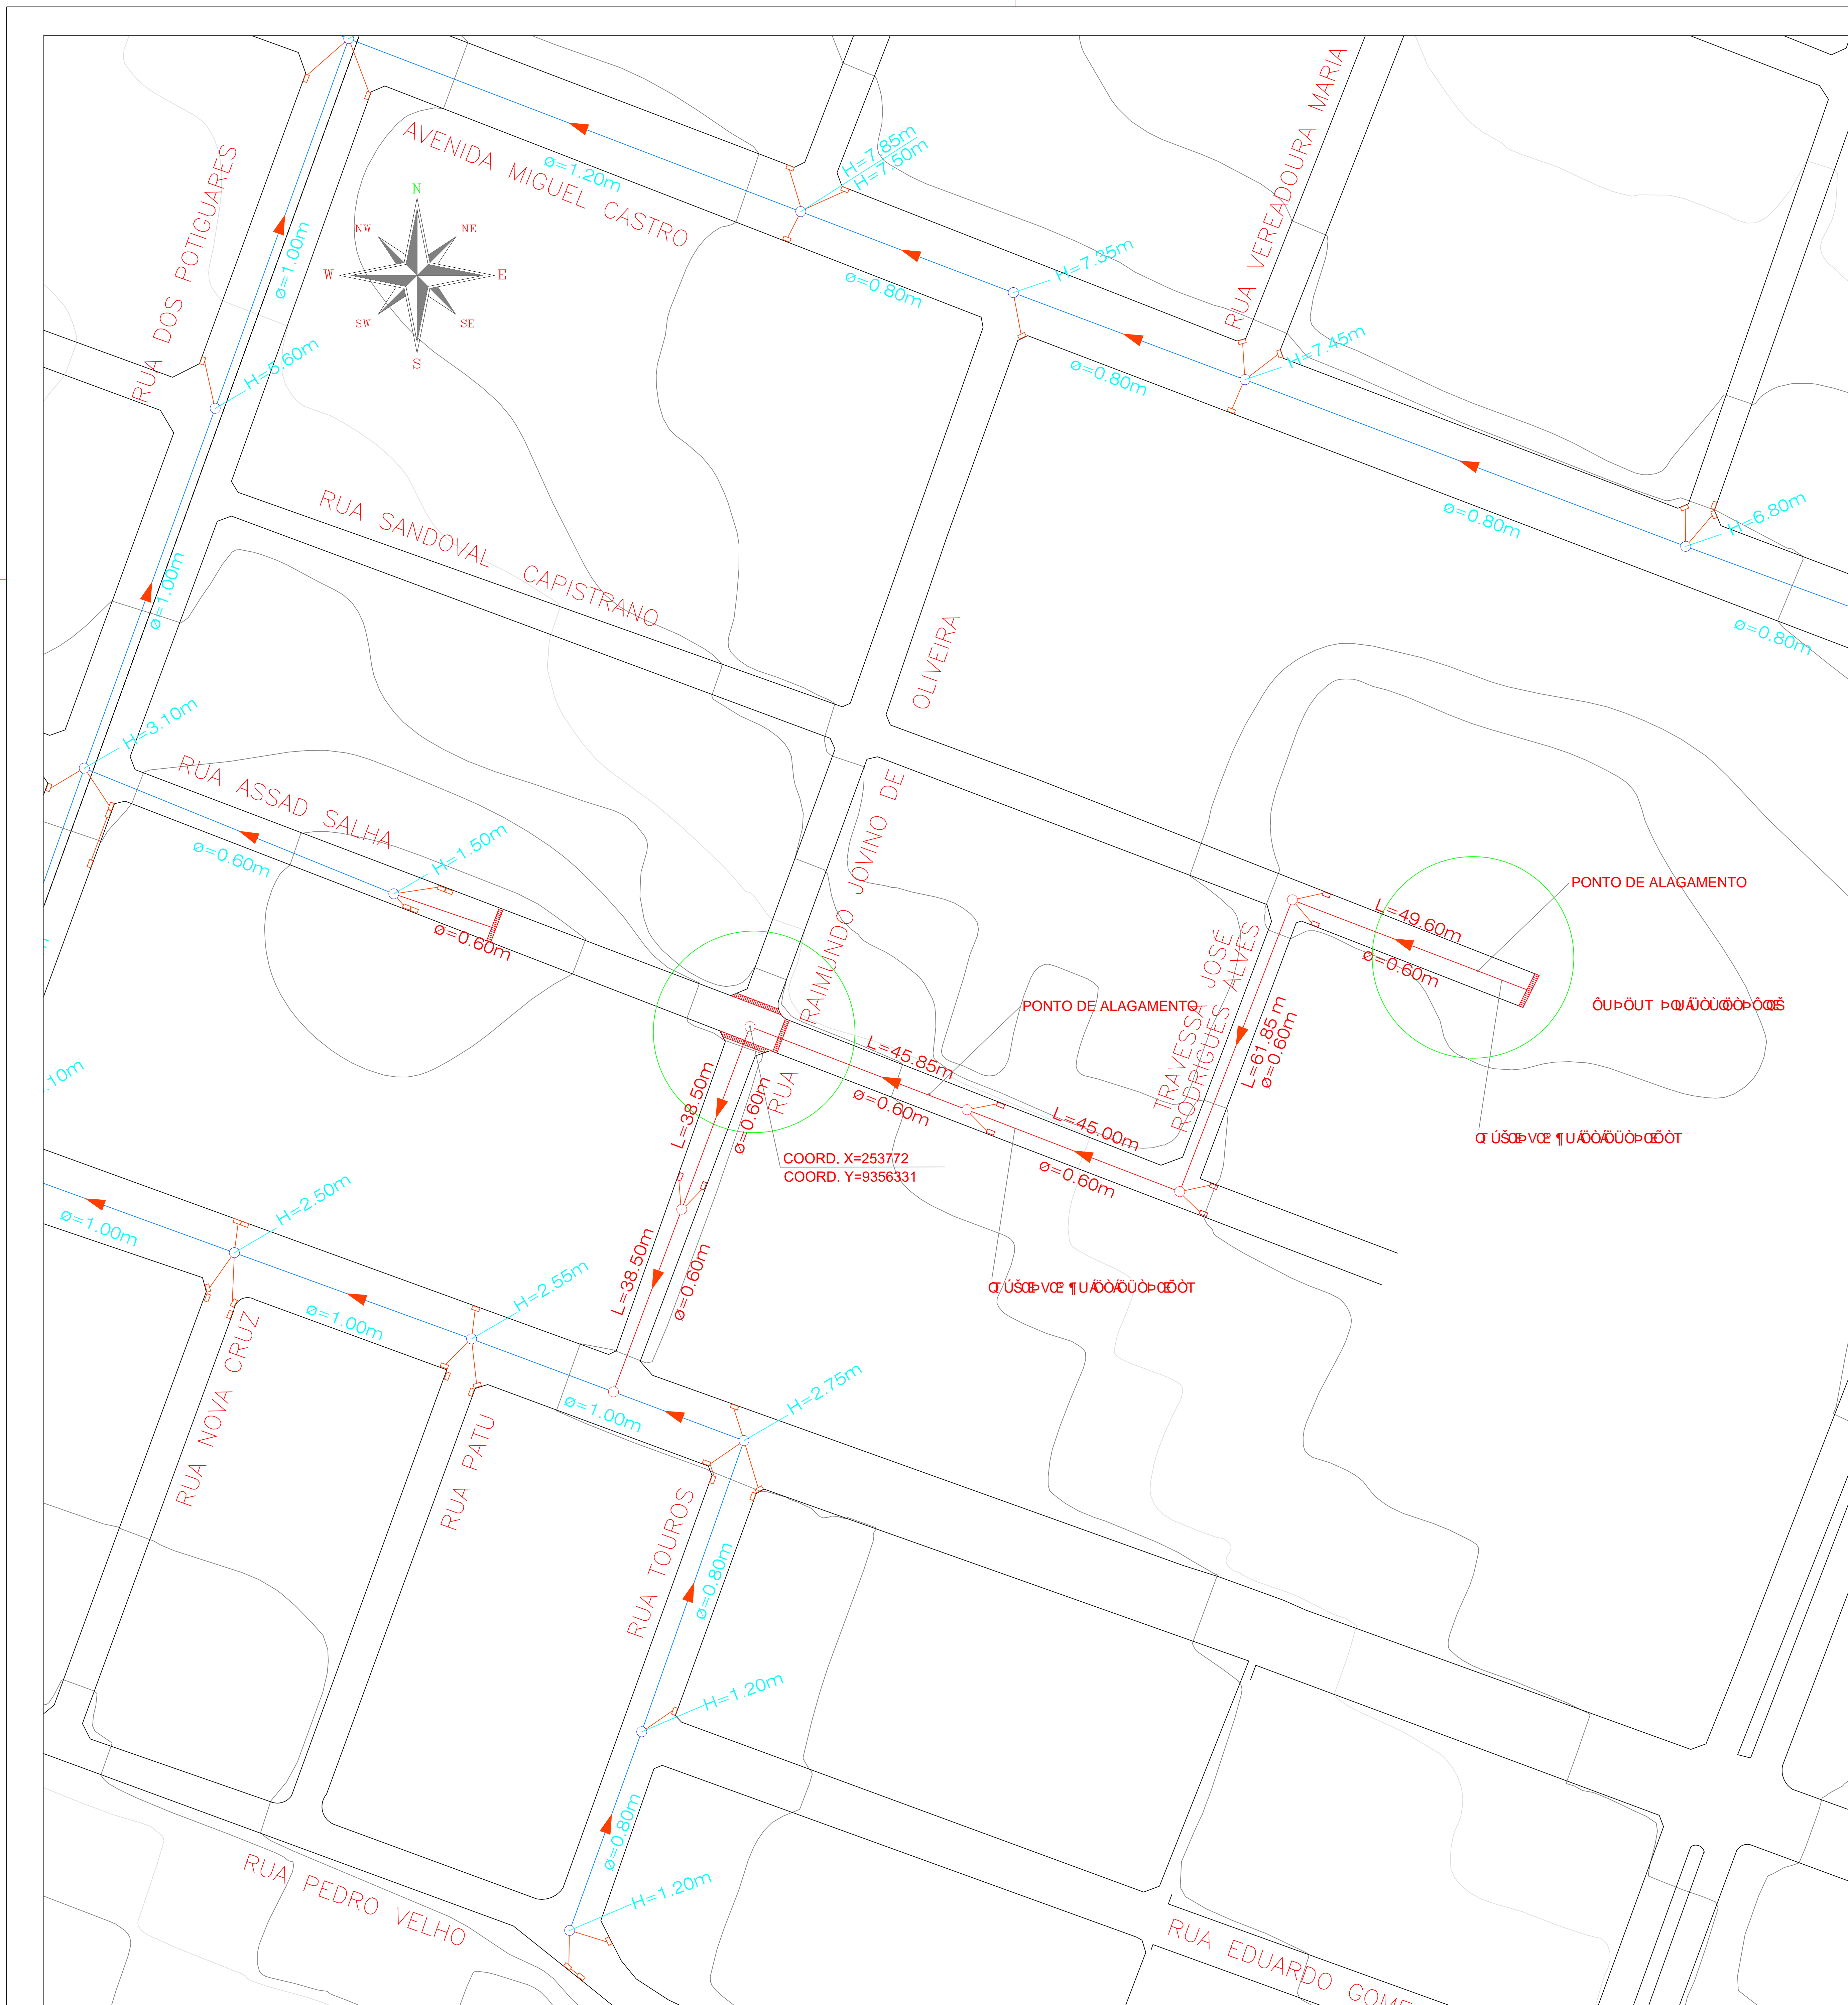 AVENIDA MIGUEL CASTRO
ø=1.20m
H=7.85m
H=7.50m
RUA VEREADOURA MARIA
RUA DOS POTIGUARES
ø=1.00m
N
NW
NE
W
E
SW
SE
S
ø=0.80m
H=7.35m
H=5.60m
ø=0.80m
H=7.45m
ø=0.80m
H=6.80m
RUA SANDOVAL CAPISTRANO
ø=1.00m
OLIVEIRA
ø=0.80m
H=3.10m
RUA ASSAD SALHA
ø=0.60m
H=1.50m
ø=0.60m
RAIMUNDO JOVINO DE
RUA
PONTO DE ALAGAMENTO
L=49.60m
ø=0.60m
TRAVESSA JOSÉ
RODRIGUES ALVES
PONTO DE ALAGAMENTO
L=61.85 m
ø=0.60m
L=45.85m
ø=0.60m
L=45.00m
ø=0.60m
L=38.50m
ø=0.60m
.10m
COORD. X=253772
COORD. Y=9356331
L=38.50m
ø=0.60m
H=2.50m
ø=1.00m
H=2.55m
ø=1.00m
H=2.75m
ø=1.00m
RUA NOVA CRUZ
RUA PATU
RUA TOUROS
ø=0.80m
H=1.20m
ø=0.80m
H=1.20m
RUA PEDRO VELHO
RUA EDUARDO GOME